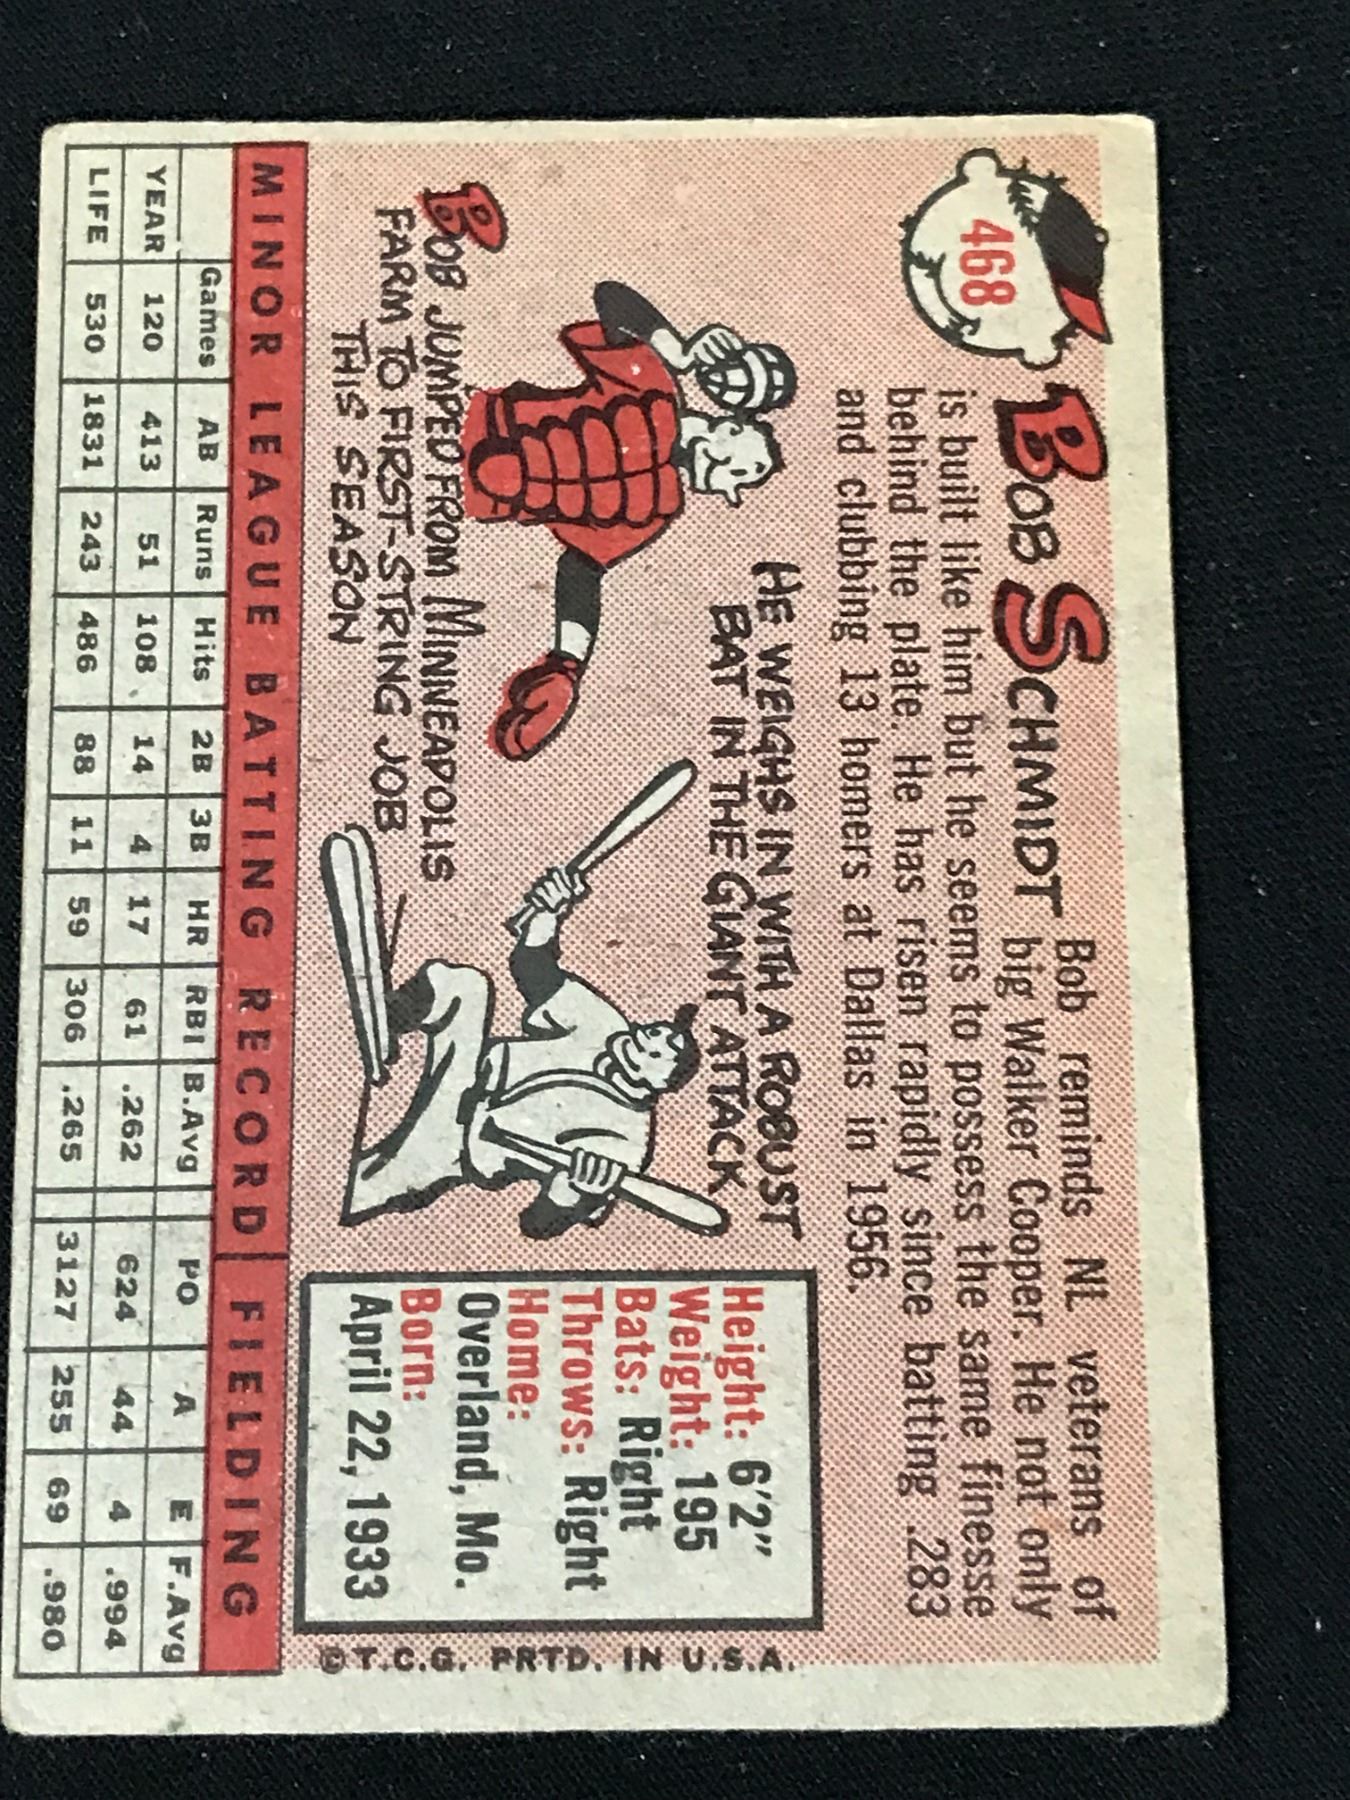 468
BOB SCHMIDT
Bob reminds NL veterans of
big Walker Cooper. He not only
is built like him but he seems to possess the same finesse
behind the plate. He has risen rapidly since batting .283
and clubbing 13 homers at Dallas in 1956.
HE WEIGHS IN WITH A ROBUST
BAT IN THE GIANT ATTACK
BOB JUMPED FROM MINNEAPOLIS
FARM TO FIRST-STRING JOB
THIS SEASON
Height: 6'2"
Weight: 195
Bats: Right
Throws: Right
Home:
Overland, Mo.
Born:
April 22, 1933
©T.C.G. PRTD. IN U.S.A.
MINOR LEAGUE BATTING RECORD FIELDING
Games AB Runs Hits 2B 3B HR RBI B.Avg PO A E F.Avg
YEAR 120 413 51 108 14 4 17 61 .262 624 44 4 .994
LIFE 530 1831 243 486 88 11 59 306 .265 3127 255 69 .980